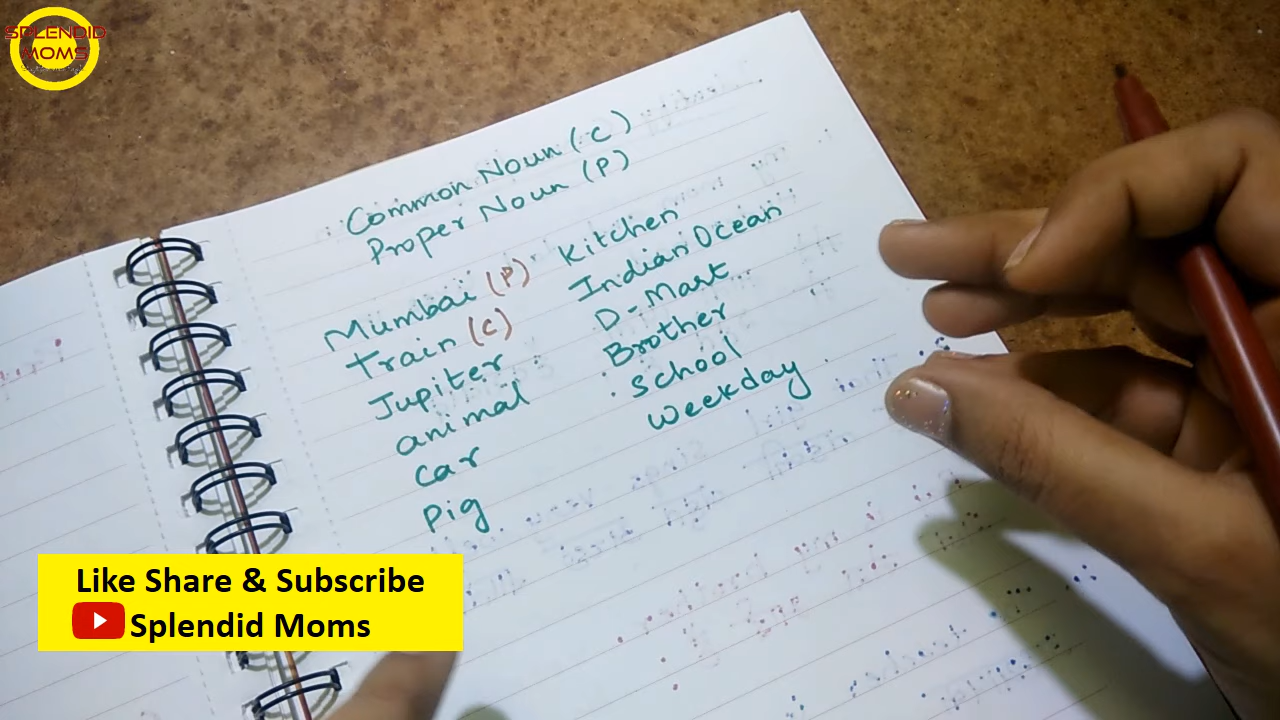 SPLENDID
MOMS
Common Noun (C)
Proper Noun (P)
Mumbai (P)
Train (C)
Jupiter
animal
car
Pig
Kitchen
Indian Ocean
D-Mart
Brother
School
weekday
Like Share & Subscribe
Splendid Moms